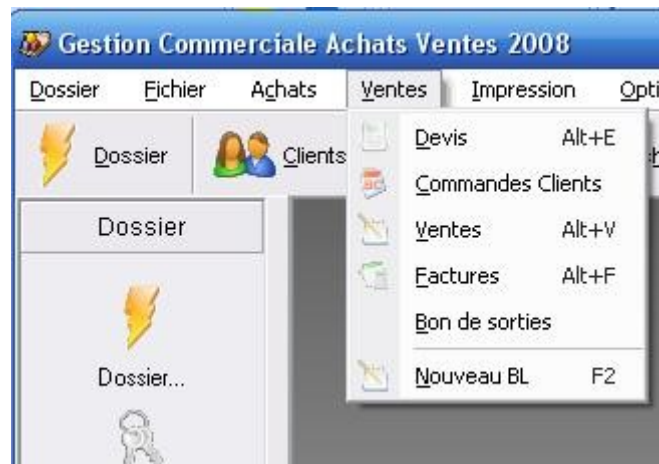 Gestion Commerciale Achats Ventes 2008
Dossier Fichier Achats Ventes Impression Opti
Dossier Clients
Devis Alt+E
Commandes Clients
Ventes Alt+V
Factures Alt+F
Bon de sorties
Nouveau BL F2
Dossier
Dossier...